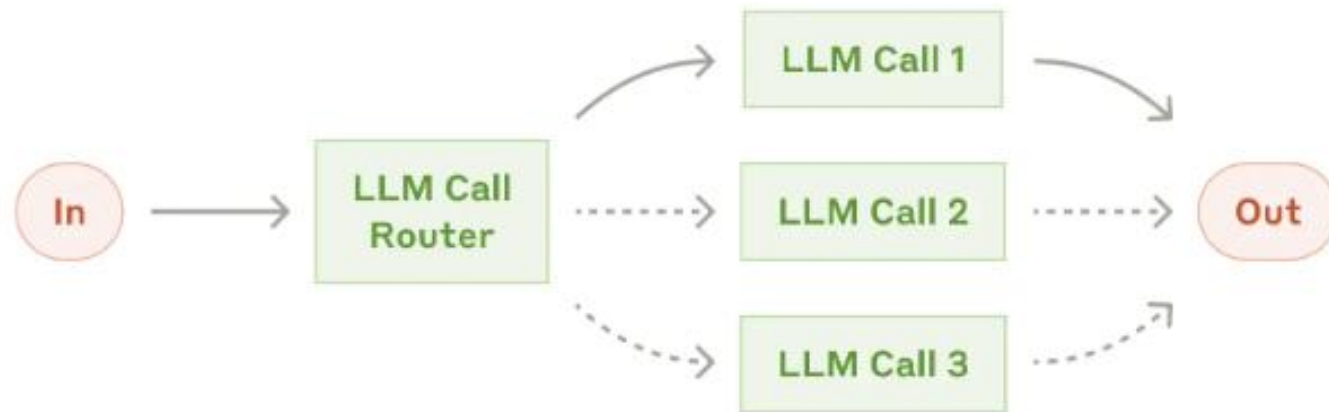 In
LLM Call
Router
LLM Call 1
LLM Call 2
LLM Call 3
Out